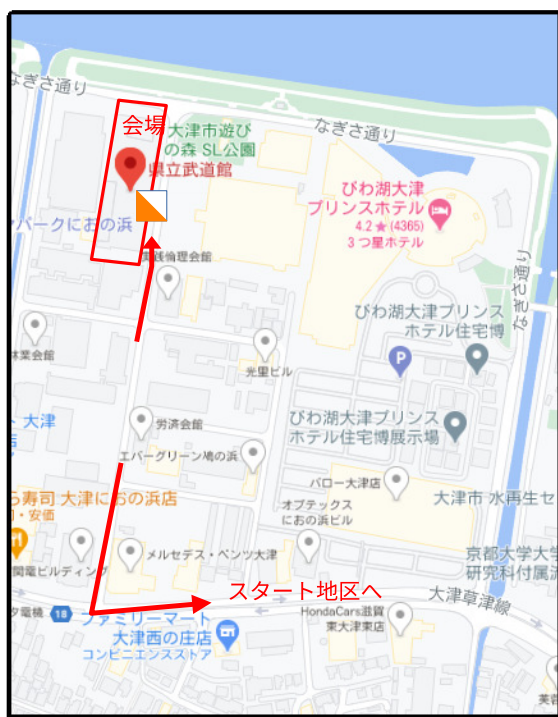 なぎさ通り
会場
大津市遊び
の森 SL公園
県立武道館
なぎさ通り
びわ湖大津
プリンスホテル
4.2★(4365)
3 つ星ホテル
パークにおの浜
実践倫理会館
なぎさ通り
びわ湖大津プリンス
ホテル住宅博
P
林業会館
光里ビル
大津
労済会館
びわ湖大津プリンス
ホテル住宅博展示場
エバーグリーン鳰の浜
バロー大津店
寿司 大津におの浜店
・安価
オプテックス
におの浜ビル
大津市 水再生セ
メルセデス・ベンツ大津
関電ビルディング
京都大学大学
研究科付属流
スタート地区へ
大津草津線
夕電機
18
ファミリーマート
大津西の庄店
コンビニエンスストア
HondaCars滋賀
東大津東店